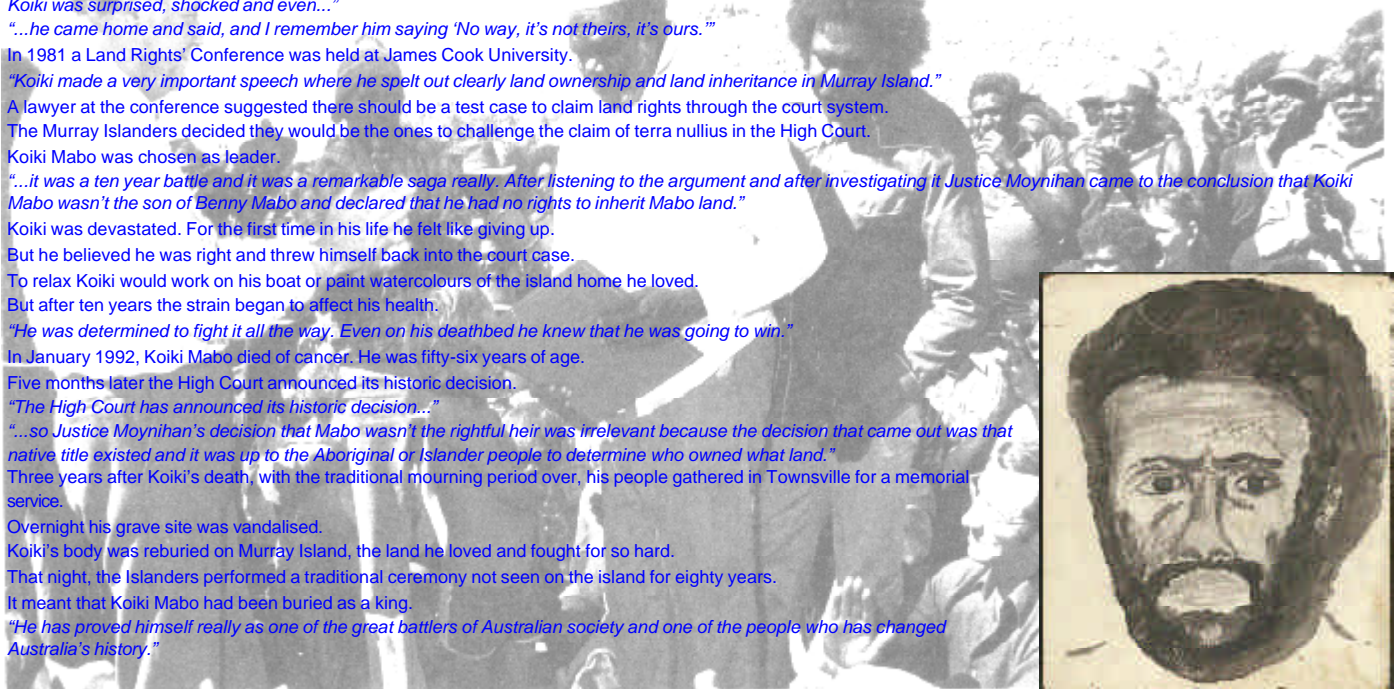 Koiki was surprised, shocked and even...”
“...he came home and said, and I remember him saying ‘No way, it’s not theirs, it’s ours.’”
In 1981 a Land Rights’ Conference was held at James Cook University.
“Koiki made a very important speech where he spelt out clearly land ownership and land inheritance in Murray Island.”
A lawyer at the conference suggested there should be a test case to claim land rights through the court system.
The Murray Islanders decided they would be the ones to challenge the claim of terra nullius in the High Court.
Koiki Mabo was chosen as leader.
“...it was a ten year battle and it was a remarkable saga really. After listening to the argument and after investigating it Justice Moynihan came to the conclusion that Koiki
Mabo wasn’t the son of Benny Mabo and declared that he had no rights to inherit Mabo land.”
Koiki was devastated. For the first time in his life he felt like giving up.
But he believed he was right and threw himself back into the court case.
To relax Koiki would work on his boat or paint watercolours of the island home he loved.
But after ten years the strain began to affect his health.
“He was determined to fight it all the way. Even on his deathbed he knew that he was going to win.”
In January 1992, Koiki Mabo died of cancer. He was fifty-six years of age.
Five months later the High Court announced its historic decision.
“The High Court has announced its historic decision...”
“...so Justice Moynihan’s decision that Mabo wasn’t the rightful heir was irrelevant because the decision that came out was that
native title existed and it was up to the Aboriginal or Islander people to determine who owned what land.”
Three years after Koiki’s death, with the traditional mourning period over, his people gathered in Townsville for a memorial
service.
Overnight his grave site was vandalised.
Koiki’s body was reburied on Murray Island, the land he loved and fought for so hard.
That night, the Islanders performed a traditional ceremony not seen on the island for eighty years.
It meant that Koiki Mabo had been buried as a king.
“He has proved himself really as one of the great battlers of Australian society and one of the people who has changed
Australia’s history.”